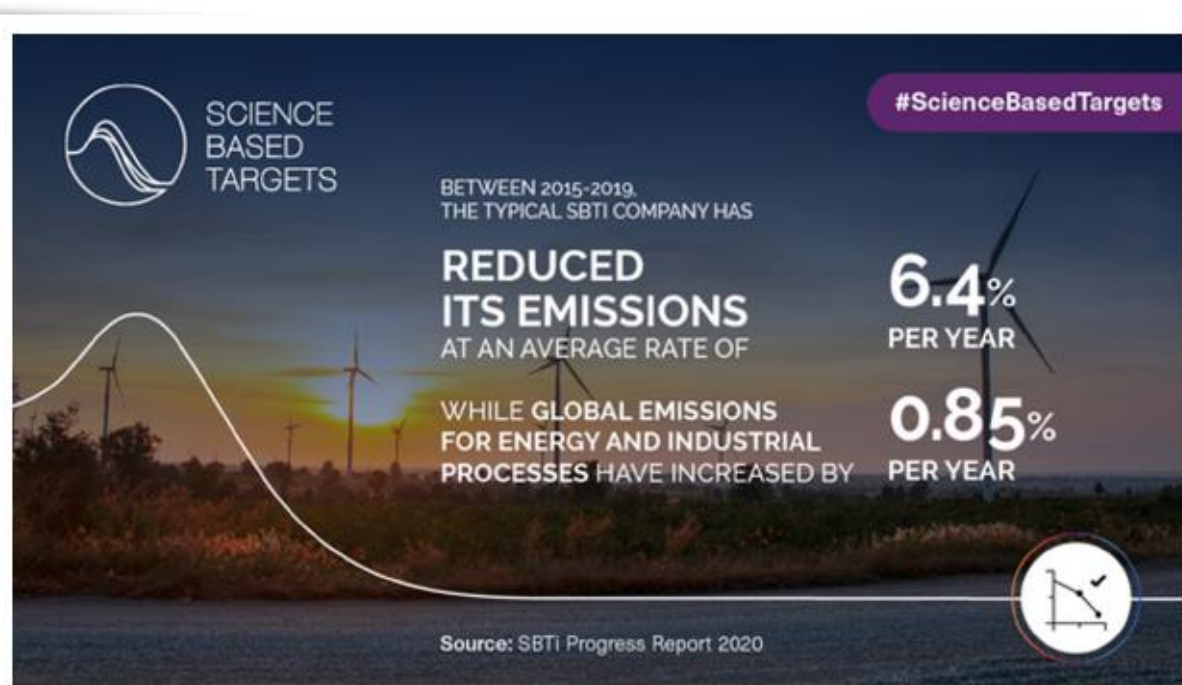 SCIENCE
BASED
TARGETS
#ScienceBasedTargets
BETWEEN 2015-2019,
THE TYPICAL SBTI COMPANY HAS
REDUCED
ITS EMISSIONS
AT AN AVERAGE RATE OF
6.4%
PER YEAR
WHILE GLOBAL EMISSIONS
FOR ENERGY AND INDUSTRIAL
PROCESSES HAVE INCREASED BY
0.85%
PER YEAR
Source: SBTi Progress Report 2020